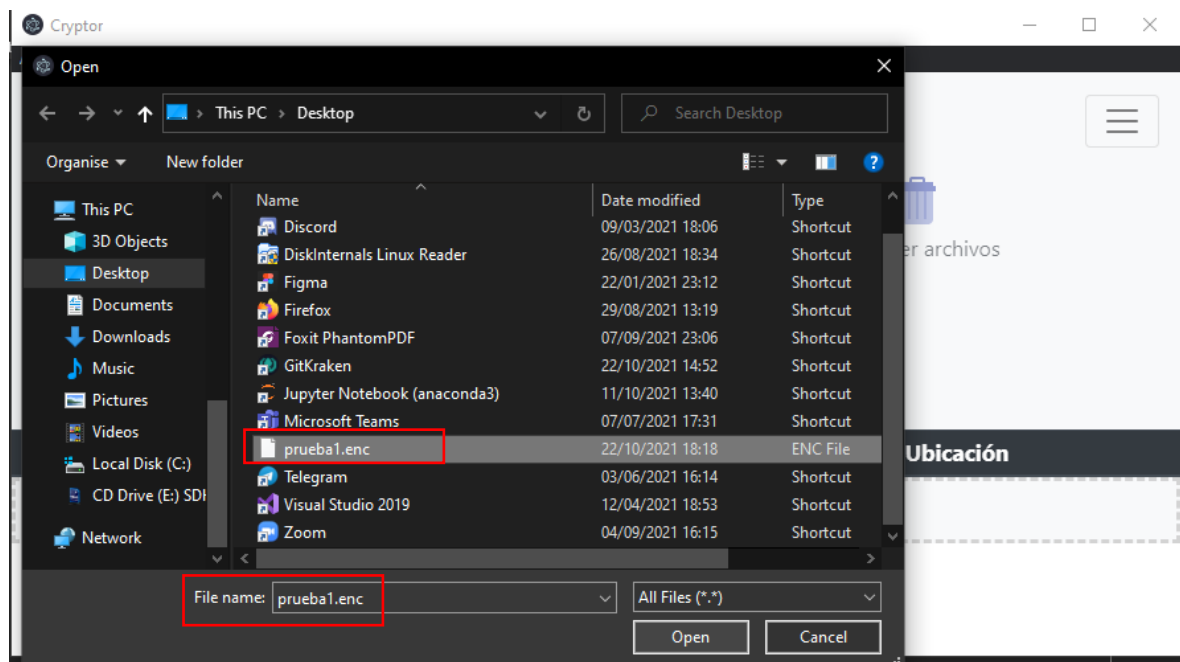 Cryptor
Open
This PC > Desktop
Search Desktop
Organise
New folder
Name Date modified Type
This PC
3D Objects
Desktop
Documents
Downloads
Music
Pictures
Videos
Local Disk (C:)
CD Drive (E:)
Network
Discord 09/03/2021 18:06 Shortcut
DiskInternals Linux Reader 26/08/2021 18:34 Shortcut
Figma 22/01/2021 23:12 Shortcut
Firefox 29/08/2021 13:19 Shortcut
Foxit PhantomPDF 07/09/2021 23:06 Shortcut
GitKraken 22/10/2021 14:52 Shortcut
Jupyter Notebook (anaconda3) 11/10/2021 13:40 Shortcut
Microsoft Teams 07/07/2021 17:31 Shortcut
prueba1.enc 22/10/2021 18:18 ENC File
Telegram 03/06/2021 16:14 Shortcut
Visual Studio 2019 12/04/2021 18:53 Shortcut
Zoom 04/09/2021 16:15 Shortcut
File name: prueba1.enc
All Files (*.*)
Open
Cancel
er archivos
Ubicación